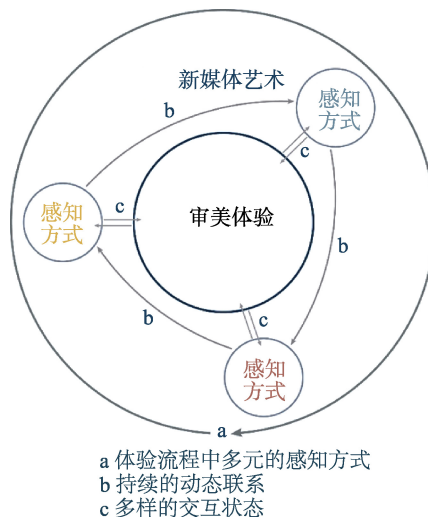 新媒体艺术
感知
方式
b
c
感知
方式
c
审美体验
b
b
c
感知
方式
a
a 体验流程中多元的感知方式
b 持续的动态联系
c 多样的交互状态